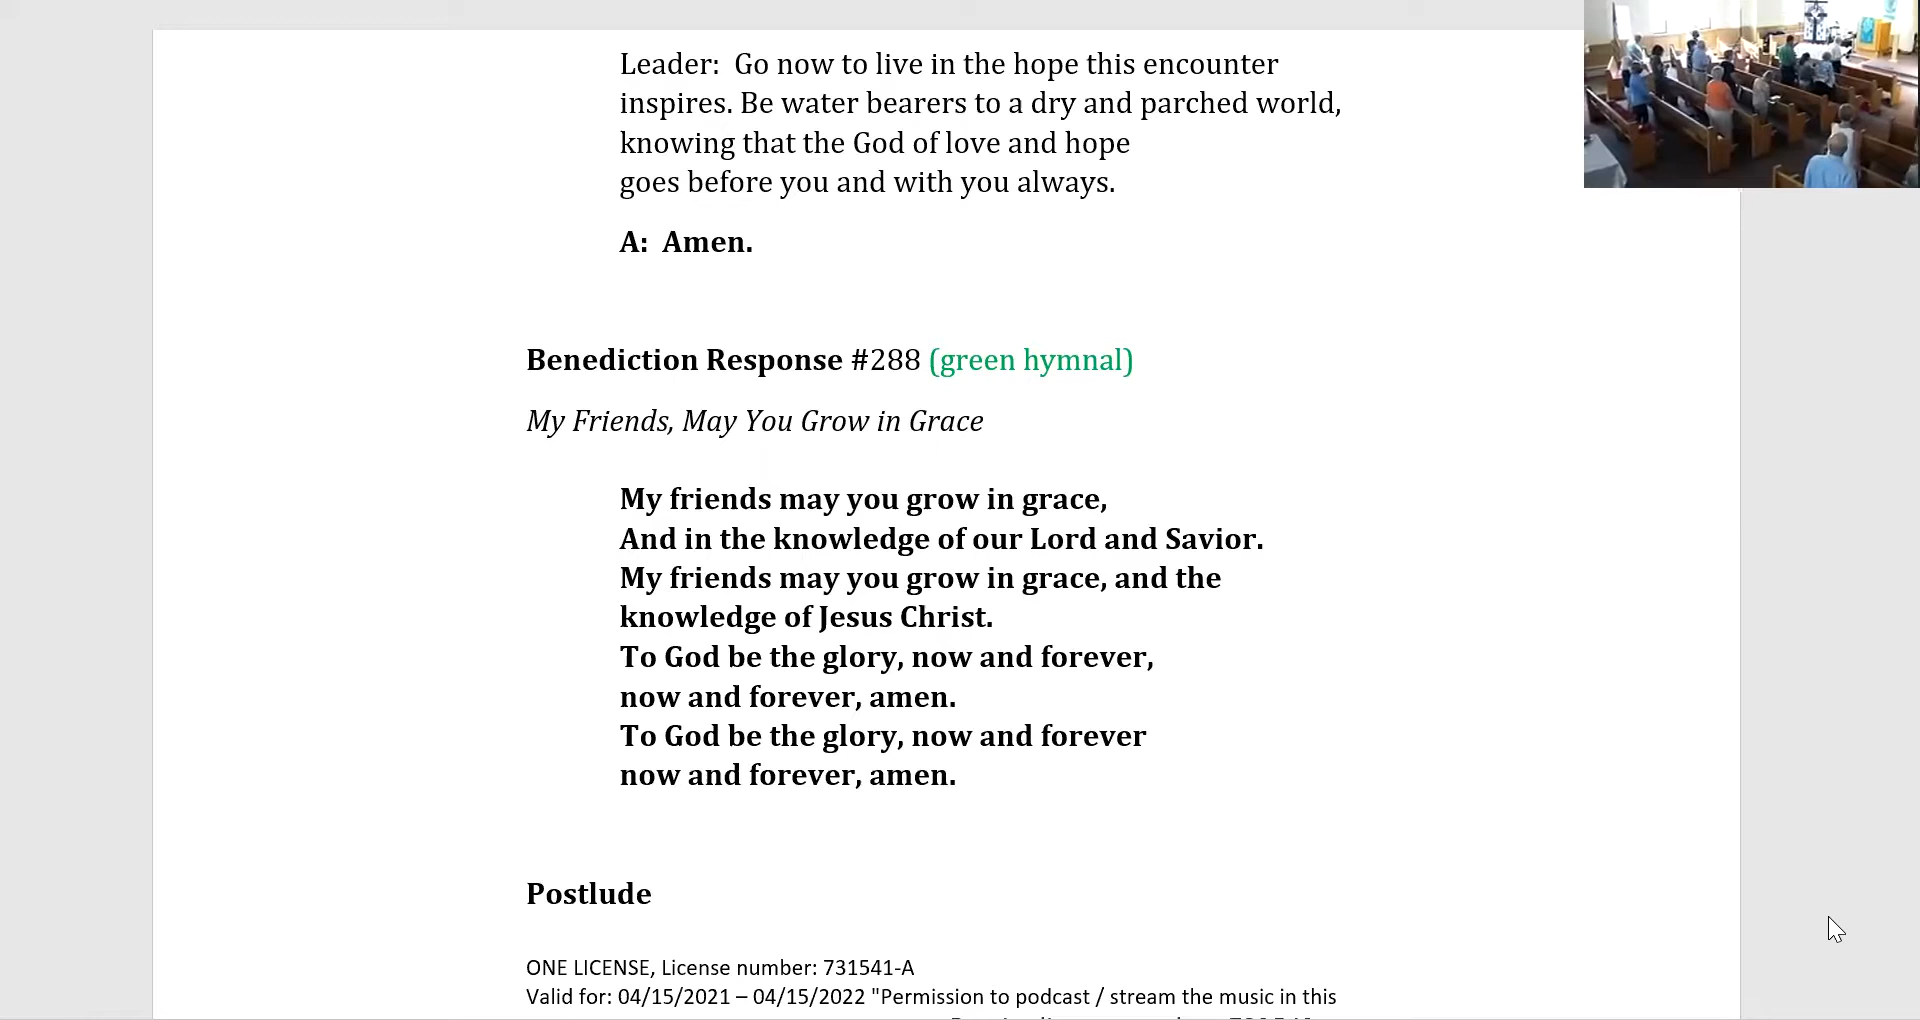 Leader:  Go now to live in the hope this encounter
inspires. Be water bearers to a dry and parched world,
knowing that the God of love and hope
goes before you and with you always.
A:  Amen.
Benediction Response #288 (green hymnal)
My Friends, May You Grow in Grace
My friends may you grow in grace,
And in the knowledge of our Lord and Savior.
My friends may you grow in grace, and the
knowledge of Jesus Christ.
To God be the glory, now and forever,
now and forever, amen.
To God be the glory, now and forever
now and forever, amen.
Postlude
ONE LICENSE, License number: 731541-A
Valid for: 04/15/2021 – 04/15/2022 "Permission to podcast / stream the music in this